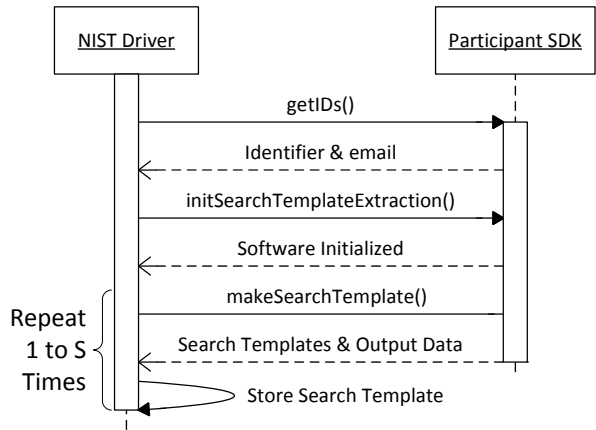 NIST Driver
Participant SDK
getIDs()
Identifier & email
initSearchTemplateExtraction()
Software Initialized
makeSearchTemplate()
Repeat
1 to S
Times
Search Templates & Output Data
Store Search Template